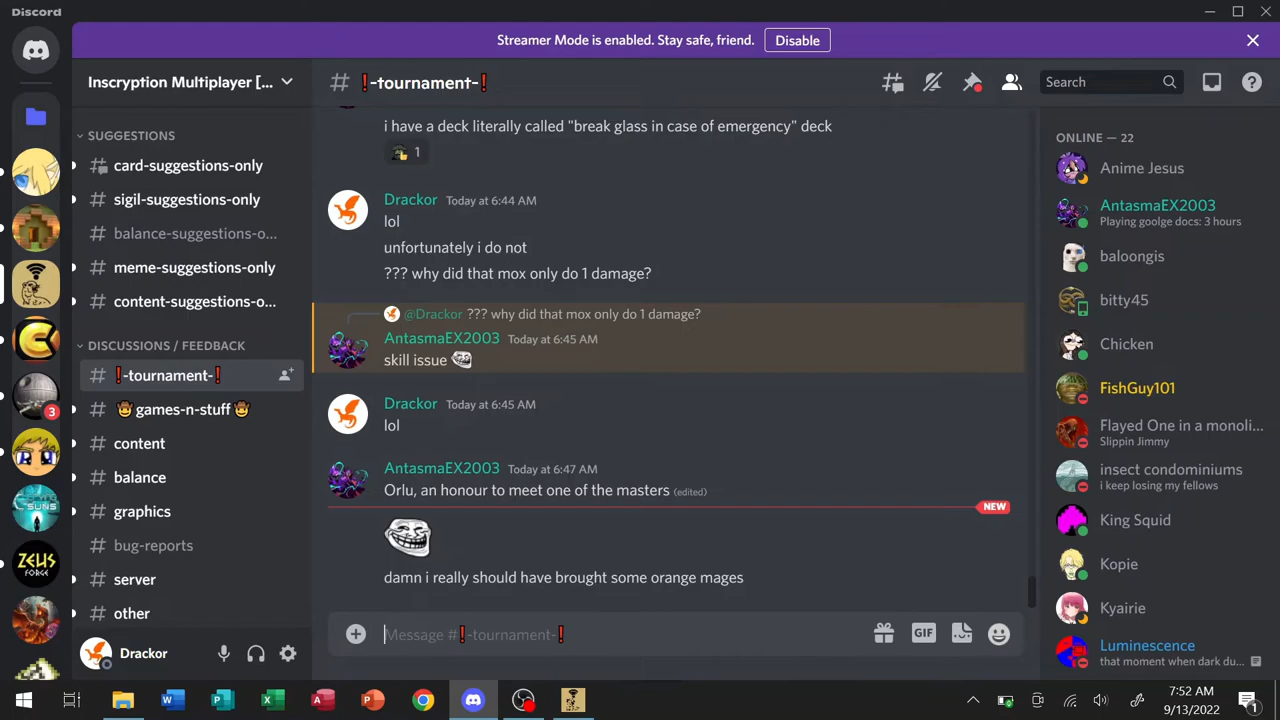 Discord
Streamer Mode is enabled. Stay safe, friend.
Disable
Inscryption Multiplayer [...
❗-tournament-❗
Search
SUGGESTIONS
card-suggestions-only
sigil-suggestions-only
balance-suggestions-o...
meme-suggestions-only
content-suggestions-o...
DISCUSSIONS / FEEDBACK
❗-tournament-❗
🤠games-n-stuff🤠
content
balance
graphics
bug-reports
server
other
3
ZEUS
FORGE
Drackor
i have a deck literally called "break glass in case of emergency" deck
1
Drackor Today at 6:44 AM
lol
unfortunately i do not
??? why did that mox only do 1 damage?
@Drackor ??? why did that mox only do 1 damage?
AntasmaEX2003 Today at 6:45 AM
skill issue
Drackor Today at 6:45 AM
lol
AntasmaEX2003 Today at 6:47 AM
Orlu, an honour to meet one of the masters (edited)
NEW
damn i really should have brought some orange mages
Message #❗-tournament-❗
GIF
ONLINE — 22
Anime Jesus
AntasmaEX2003
Playing goolge docs: 3 hours
baloongis
bitty45
Chicken
FishGuy101
Flayed One in a monoli...
Slippin Jimmy
insect condominiums
i keep losing my fellows
King Squid
Kopie
Kyairie
Luminescence
that moment when dark du...
7:52 AM
9/13/2022
1